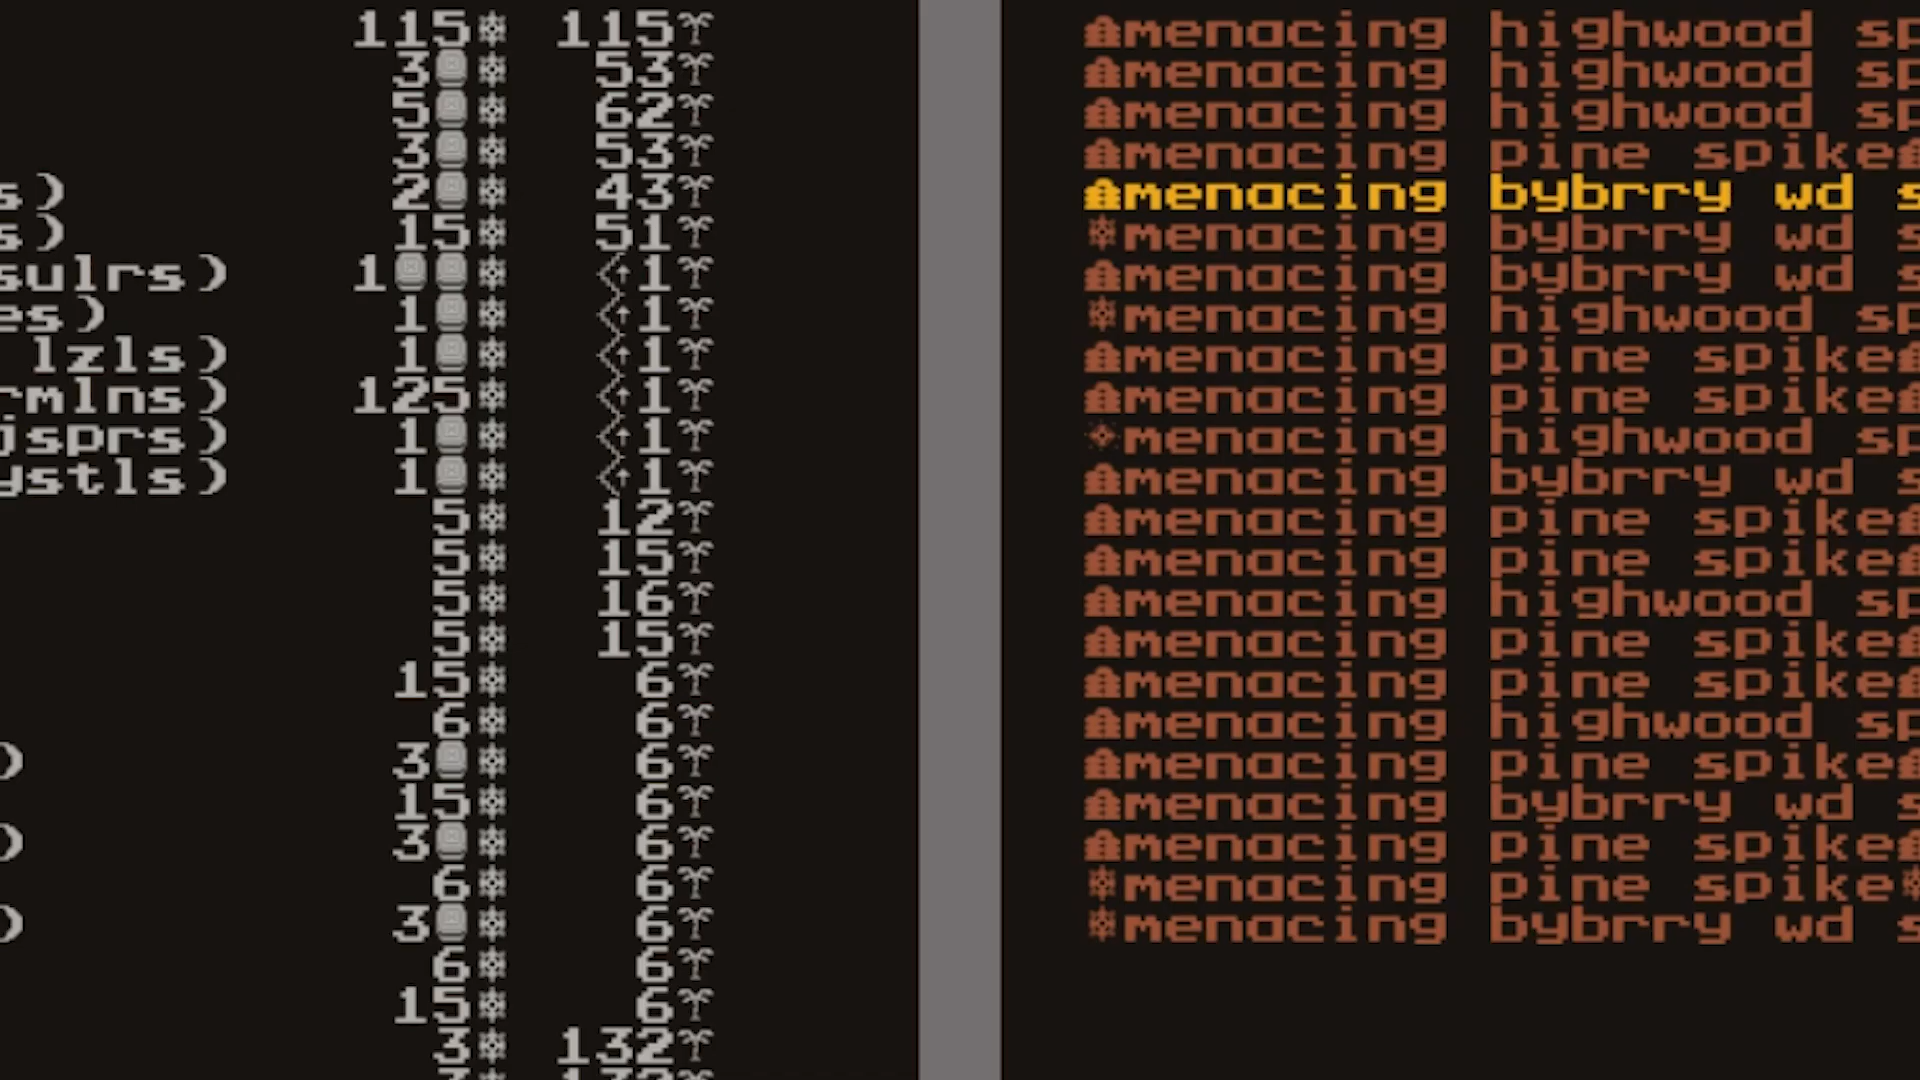 115☼ 115
3☼ 53
5☼ 62
3☼ 53
s) 2☼ 43
s) 15☼ 51
sulrs) 1☼ <1
es) 1☼ <1
lzls) 1☼ <1
rmlns) 125☼ <1
jsprs) 1☼ <1
ystls) 1☼ <1
5☼ 12
5☼ 15
5☼ 16
5☼ 15
15☼ 6
6☼ 6
) 3☼ 6
15☼ 6
) 3☼ 6
6☼ 6
) 3☼ 6
6☼ 6
15☼ 6
3☼ 132
menacing highwood sp
menacing highwood sp
menacing highwood sp
menacing pine spike
menacing bybrry wd s
☼menacing bybrry wd s
menacing bybrry wd s
☼menacing highwood sp
menacing pine spike
menacing pine spike
menacing highwood sp
menacing bybrry wd s
menacing pine spike
menacing pine spike
menacing highwood sp
menacing pine spike
menacing pine spike
menacing highwood sp
menacing pine spike
menacing bybrry wd s
menacing pine spike
☼menacing pine spike☼
☼menacing bybrry wd s